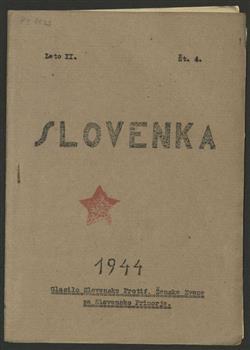 Leto II. Št. 4.
SLOVENKA
1944
Glasilo Slovenske Protif. Ženske Zveze
za Slovensko Primorje.